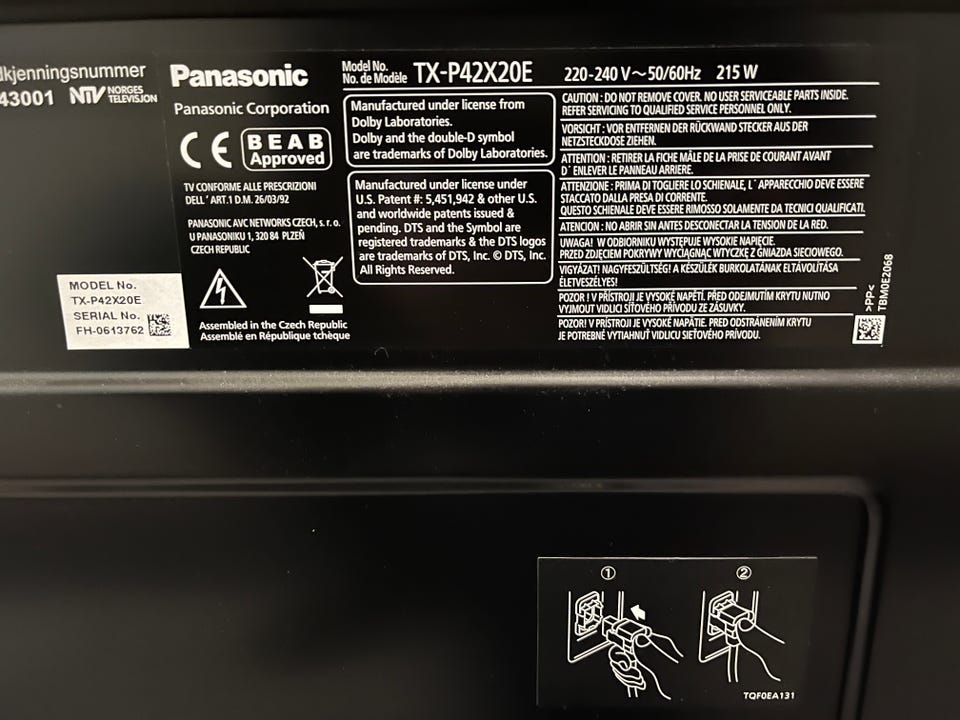 dkjenningsnummer
43001 NTV NORGES
TELEVISJON
Panasonic
Panasonic Corporation
CE BEAB
Approved
TV CONFORME ALLE PRESCRIZIONI
DELL ' ART.1 D.M. 26/03/92
PANASONIC AVC NETWORKS CZECH, s. r. o.
U PANASONIKU 1, 320 84 PLZEŇ
CZECH REPUBLIC
Assembled in the Czech Republic
Assemblé en République tchèque
MODEL No.
TX-P42X20E
SERIAL No.
FH-0613762
Model No.
No. de Modèle TX-P42X20E 220-240 V~50/60Hz 215 W
Manufactured under license from
Dolby Laboratories.
Dolby and the double-D symbol
are trademarks of Dolby Laboratories.
Manufactured under license under
U.S. Patent #: 5,451,942 & other U.S.
and worldwide patents issued &
pending. DTS and the Symbol are
registered trademarks & the DTS logos
are trademarks of DTS, Inc. © DTS, Inc.
All Rights Reserved.
CAUTION : DO NOT REMOVE COVER. NO USER SERVICEABLE PARTS INSIDE.
REFER SERVICING TO QUALIFIED SERVICE PERSONNEL ONLY.
VORSICHT : VOR ENTFERNEN DER RÜCKWAND STECKER AUS DER
NETZSTECKDOSE ZIEHEN.
ATTENTION : RETIRER LA FICHE MÂLE DE LA PRISE DE COURANT AVANT
D ' ENLEVER LE PANNEAU ARRIERE.
ATTENZIONE : PRIMA DI TOGLIERE LO SCHIENALE, L ' APPARECCHIO DEVE ESSERE
STACCATO DALLA PRESA DI CORRENTE.
QUESTO SCHIENALE DEVE ESSERE RIMOSSO SOLAMENTE DA TECNICI QUALIFICATI.
ATENCION : NO ABRIR SIN ANTES DESCONECTAR LA TENSION DE LA RED.
UWAGA! W ODBIORNIKU WYSTĘPUJE WYSOKIE NAPIĘCIE.
PRZED ZDJĘCIEM POKRYWY WYCIĄGNĄĆ WTYCZKĘ Z GNIAZDA SIECIOWEGO.
VIGYÁZAT! NAGYFESZÜLTSÉG! A KÉSZÜLÉK BURKOLATÁNAK ELTÁVOLÍTÁSA
ÉLETVESZÉLYES!
POZOR ! V PŘÍSTROJI JE VYSOKÉ NAPĚTÍ. PŘED ODEJMUTÍM KRYTU NUTNO
VYJMOUT VIDLICI SÍŤOVÉHO PŘÍVODU ZE ZÁSUVKY.
POZOR! V PRÍSTROJI JE VYSOKÉ NAPÄTIE. PRED ODSTRÁNENÍM KRYTU
JE POTREBNÉ VYTIAHNUŤ VIDLICU SIEŤOVÉHO PRÍVODU.
>PP<
TBM0E2068
① ②
TQF0EA131